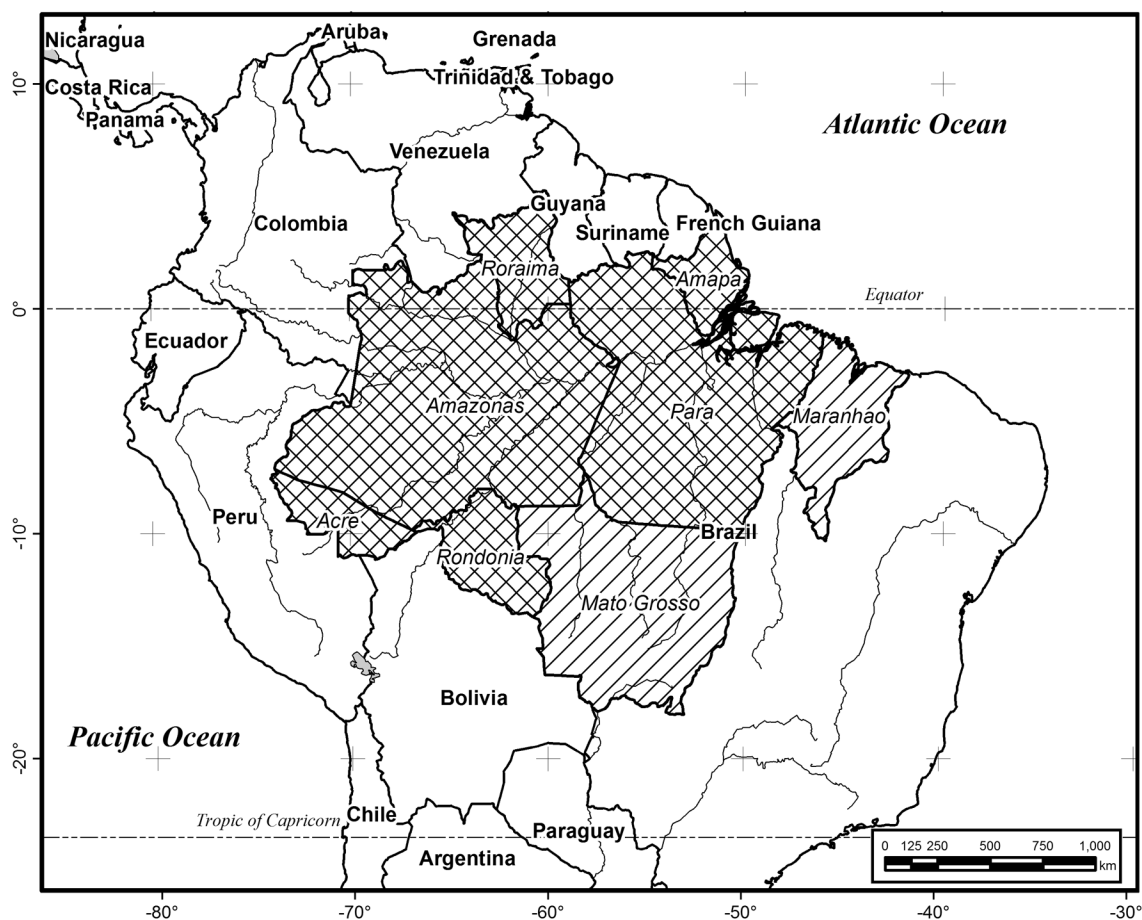 Nicaragua
Aruba
Grenada
Costa Rica
Trinidad & Tobago
10°
Panama
Atlantic Ocean
Venezuela
Guyana
Colombia
Suriname
French Guiana
Roraima
Amapa
Equator
0°
Ecuador
Amazonas
Para
Maranhao
Peru
Acre
Brazil
-10°
Rondonia
Mato Grosso
Bolivia
Pacific Ocean
-20°
Tropic of Capricorn
Chile
Paraguay
Argentina
0 125 250 500 750 1,000
km
-80° -70° -60° -50° -40° -30°